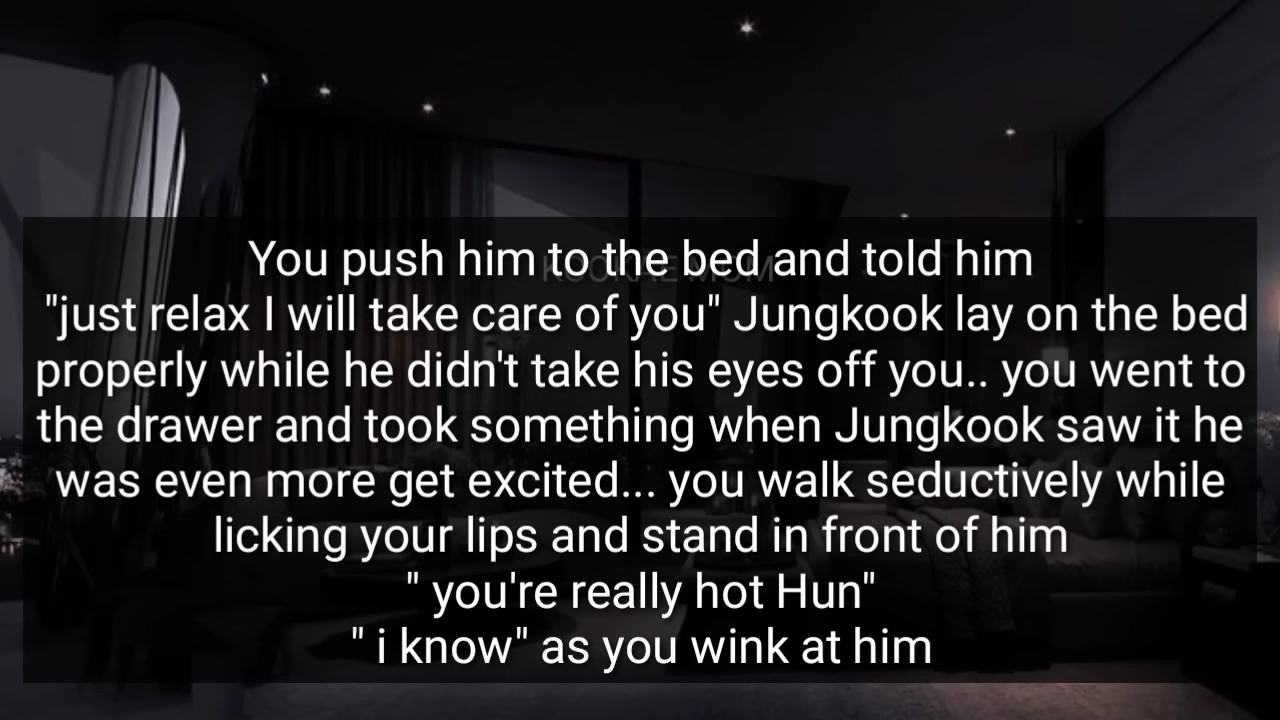 You push him to the bed and told him
"just relax I will take care of you" Jungkook lay on the bed
properly while he didn't take his eyes off you.. you went to
the drawer and took something when Jungkook saw it he
was even more get excited... you walk seductively while
licking your lips and stand in front of him
" you're really hot Hun"
" i know" as you wink at him